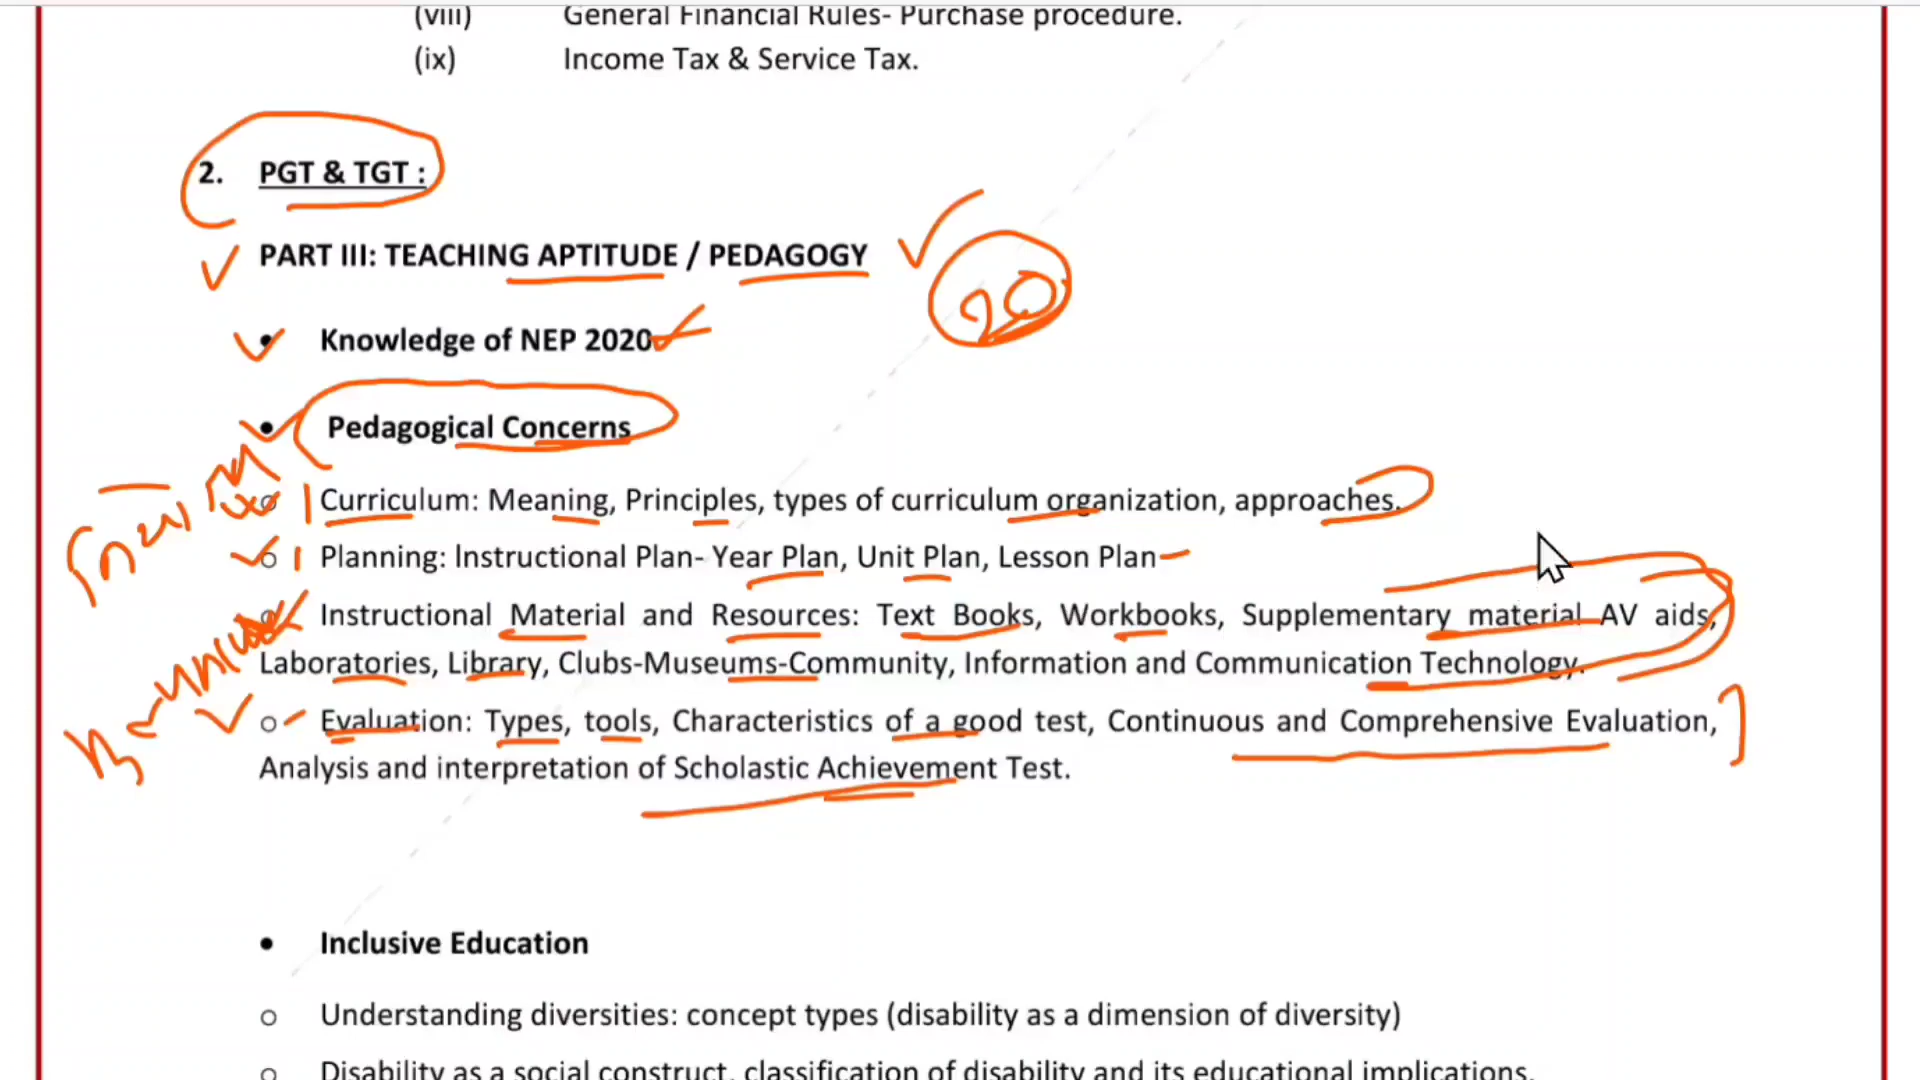 (viii) General Financial Rules- Purchase procedure.
(ix) Income Tax & Service Tax.
2. PGT & TGT :
PART III: TEACHING APTITUDE / PEDAGOGY
20
• Knowledge of NEP 2020
• Pedagogical Concerns
o Curriculum: Meaning, Principles, types of curriculum organization, approaches.
o Planning: Instructional Plan- Year Plan, Unit Plan, Lesson Plan
o Instructional Material and Resources: Text Books, Workbooks, Supplementary material AV aids,
Laboratories, Library, Clubs-Museums-Community, Information and Communication Technology.
o Evaluation: Types, tools, Characteristics of a good test, Continuous and Comprehensive Evaluation,
Analysis and interpretation of Scholastic Achievement Test.
• Inclusive Education
o Understanding diversities: concept types (disability as a dimension of diversity)
o Disability as a social construct, classification of disability and its educational implications.